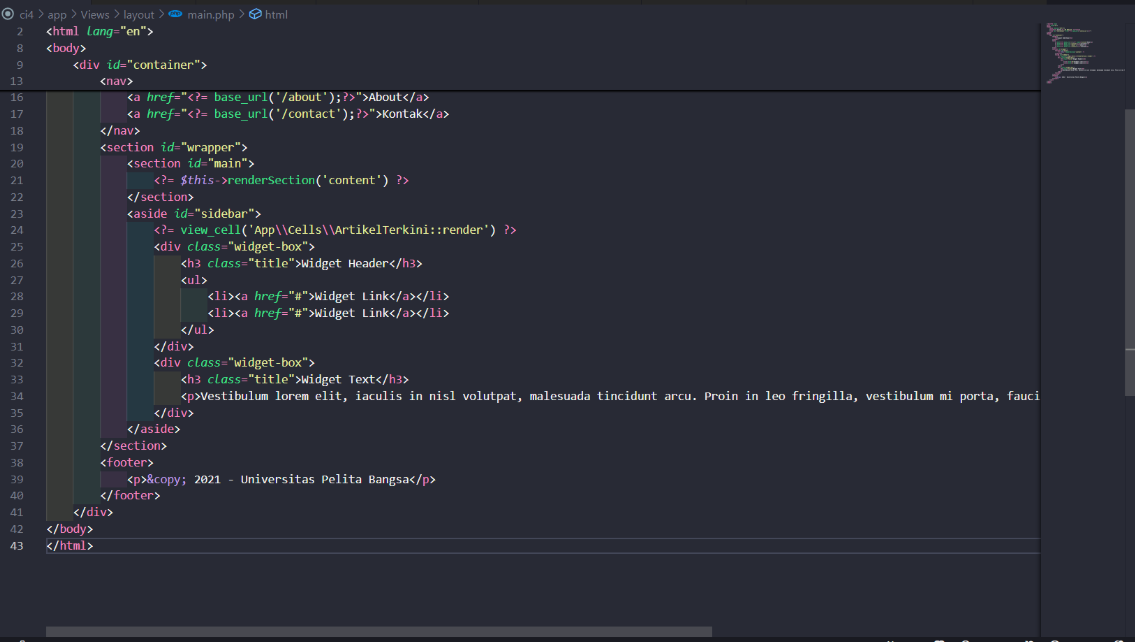 ci4 > app > Views > layout > main.php > html
2 <html lang="en">
8 <body>
9 <div id="container">
13 <nav>
16 <a href="<?= base_url('/about');?>">About</a>
17 <a href="<?= base_url('/contact');?>">Kontak</a>
18 </nav>
19 <section id="wrapper">
20 <section id="main">
21 <?= $this->renderSection('content') ?>
22 </section>
23 <aside id="sidebar">
24 <?= view_cell('App\\Cells\\ArtikelTerkini::render') ?>
25 <div class="widget-box">
26 <h3 class="title">Widget Header</h3>
27 <ul>
28 <li><a href="#">Widget Link</a></li>
29 <li><a href="#">Widget Link</a></li>
30 </ul>
31 </div>
32 <div class="widget-box">
33 <h3 class="title">Widget Text</h3>
34 <p>Vestibulum lorem elit, iaculis in nisl volutpat, malesuada tincidunt arcu. Proin in leo fringilla, vestibulum mi porta, fauci
35 </div>
36 </aside>
37 </section>
38 <footer>
39 <p>&copy; 2021 - Universitas Pelita Bangsa</p>
40 </footer>
41 </div>
42 </body>
43 </html>